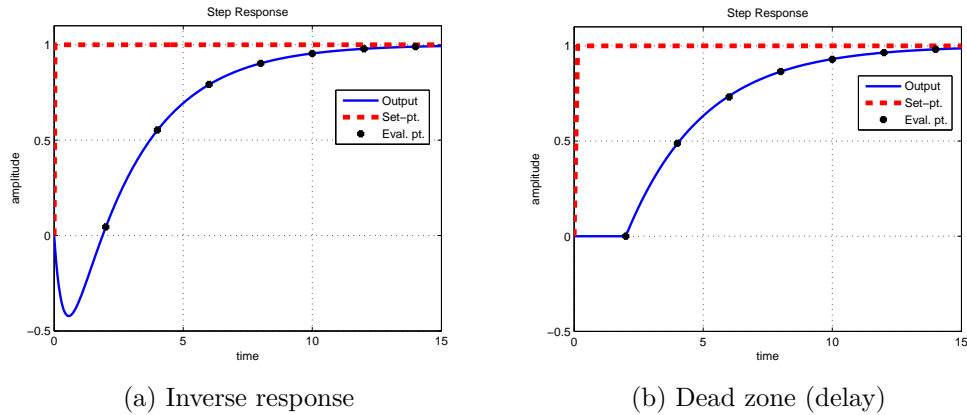 Step Response
1
0.5
0
−0.5
0
5
10
15
amplitude
time
Output
Set−pt.
Eval. pt.
(a) Inverse response
Step Response
1
0.5
0
−0.5
0
5
10
15
amplitude
time
Output
Set−pt.
Eval. pt.
(b) Dead zone (delay)